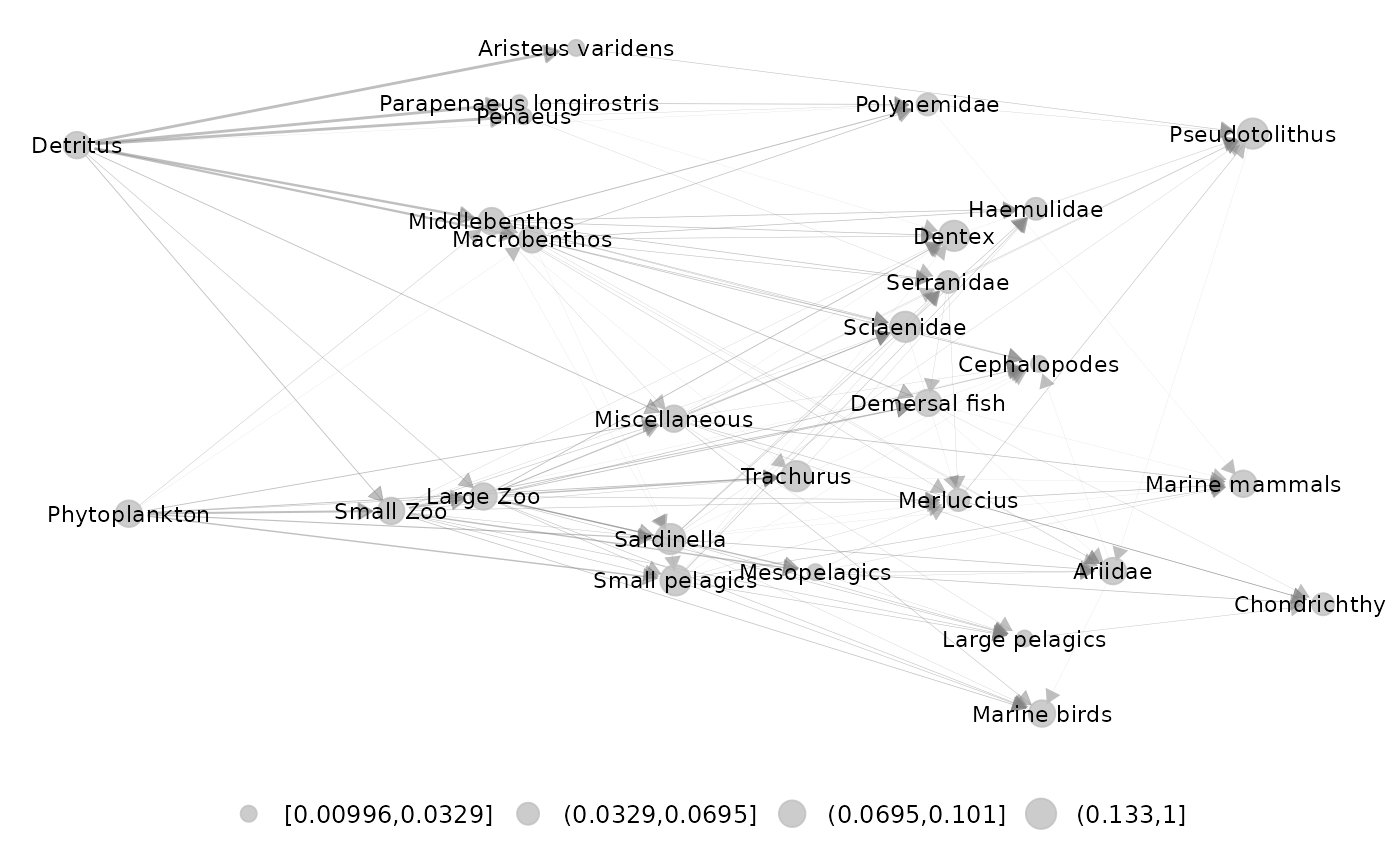 Aristeus varidens
Parapenaeus longirostris
Polynemidae
Penaeus
Pseudotolithus
Detritus
Haemulidae
Middlebenthos
Dentex
Macrobenthos
Serranidae
Sciaenidae
Cephalopodes
Demersal fish
Miscellaneous
Trachurus
Marine mammals
Large Zoo
Merluccius
Small Zoo
Phytoplankton
Sardinella
Mesopelagics
Ariidae
Small pelagics
Chondrichthy
Large pelagics
Marine birds
[0.00996,0.0329] (0.0329,0.0695] (0.0695,0.101] (0.133,1]